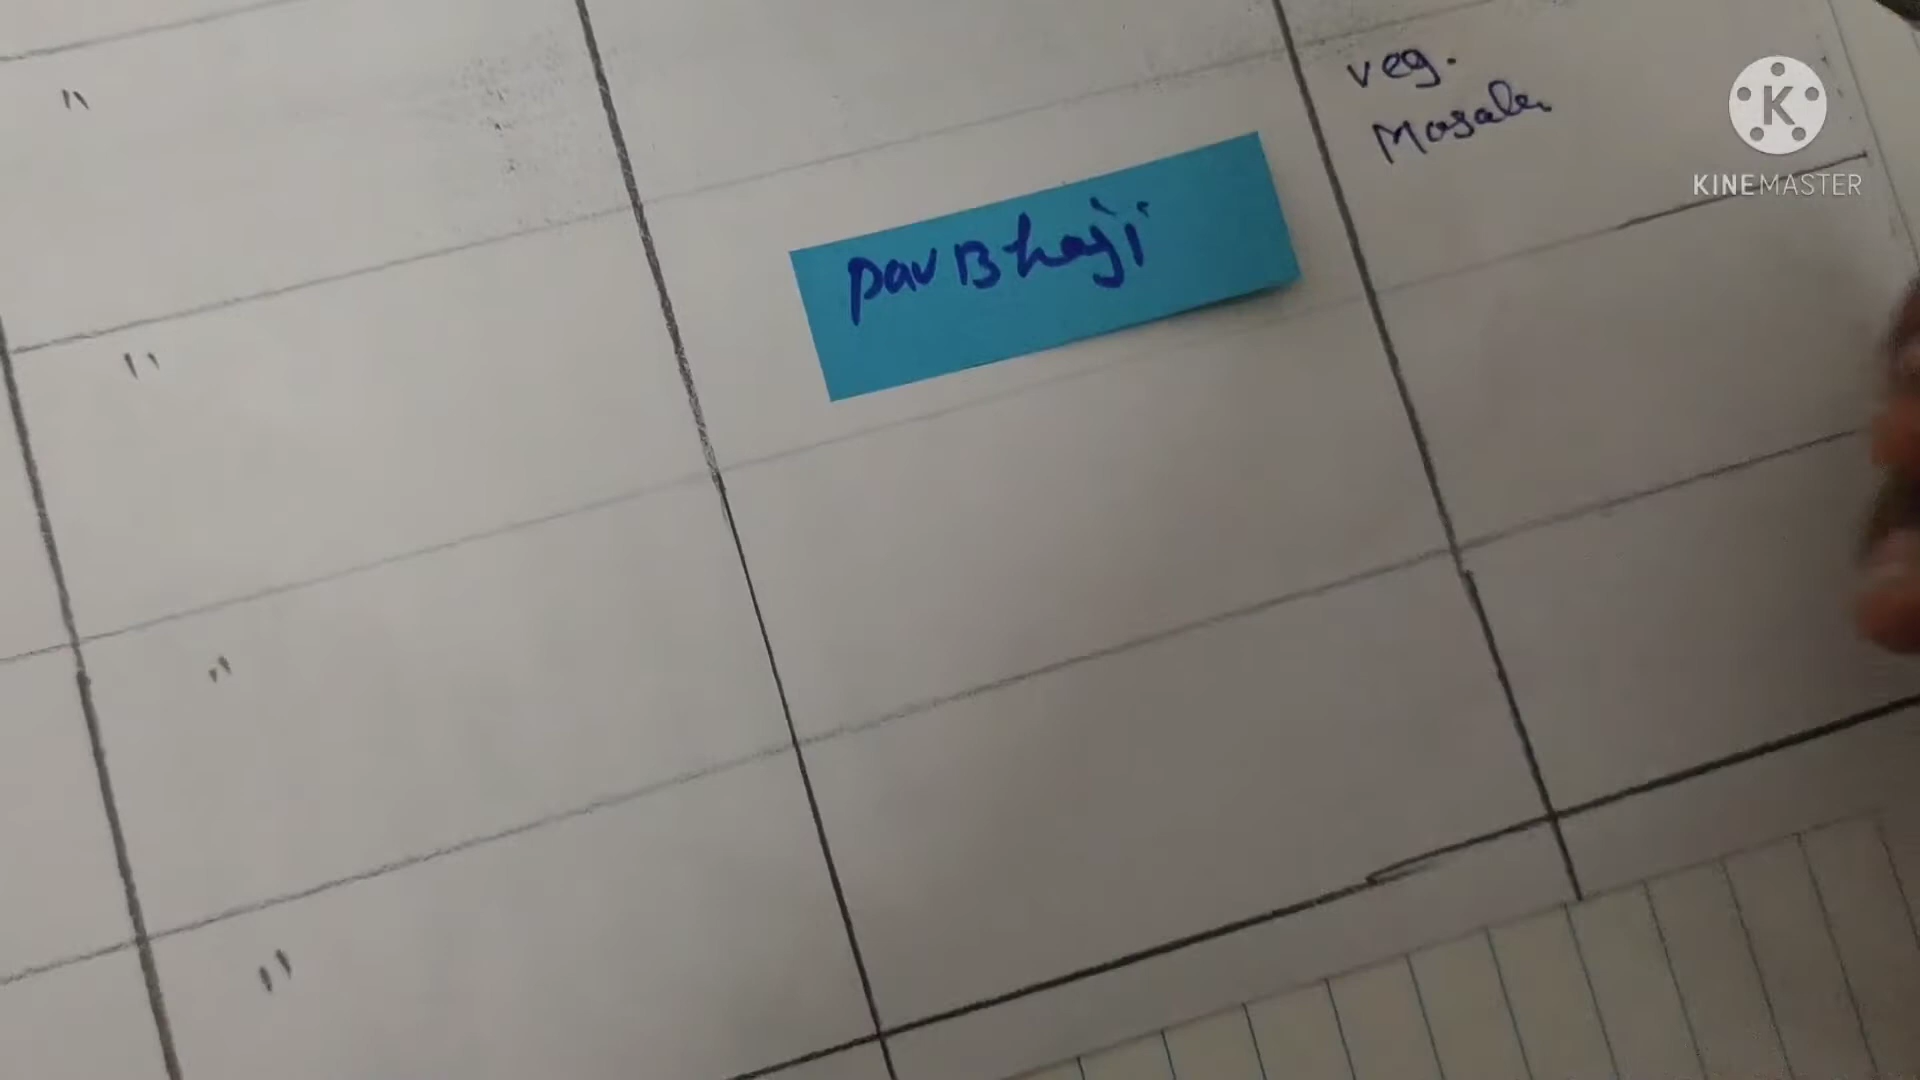 "
veg.
Masala
Pav Bhaji
"
"
"
KINEMASTER